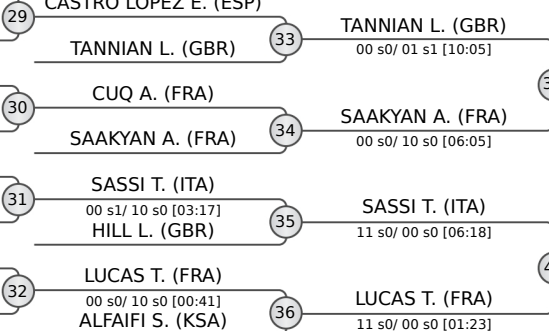 29
CASTRO LOPEZ E. (ESP)
TANNIAN L. (GBR)
33
TANNIAN L. (GBR)
00 s0/ 01 s1 [10:05]
30
CUQ A. (FRA)
SAAKYAN A. (FRA)
34
SAAKYAN A. (FRA)
00 s0/ 10 s0 [06:05]
31
SASSI T. (ITA)
00 s1/ 10 s0 [03:17]
HILL L. (GBR)
35
SASSI T. (ITA)
11 s0/ 00 s0 [06:18]
32
LUCAS T. (FRA)
00 s0/ 10 s0 [00:41]
ALFAIFI S. (KSA)
36
LUCAS T. (FRA)
11 s0/ 00 s0 [01:23]